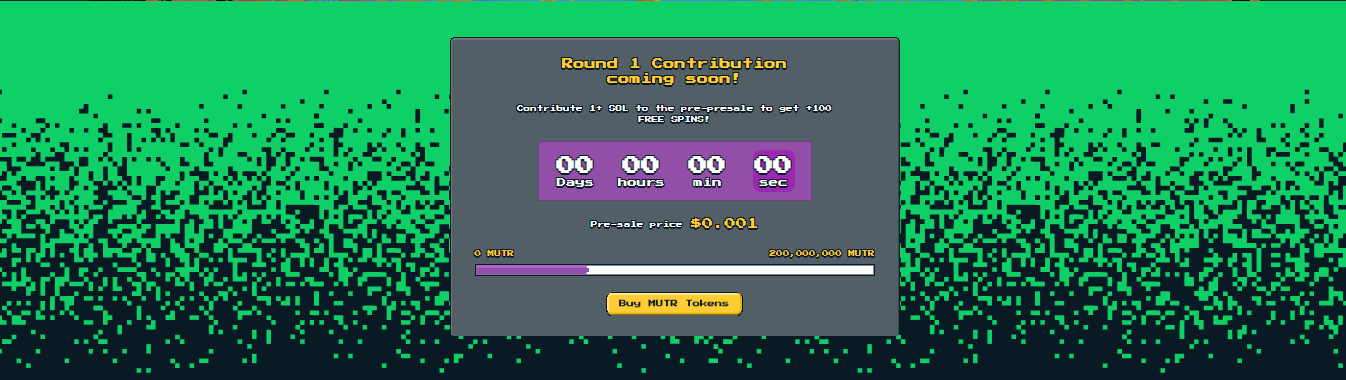 Round 1 Contribution
coming soon!
Contribute 1+ SOL to the pre-presale to get +100
FREE SPINS!
00 00 00 00
Days hours min sec
Pre-sale price $0.001
0 MUTR 200,000,000 MUTR
Buy MUTR Tokens